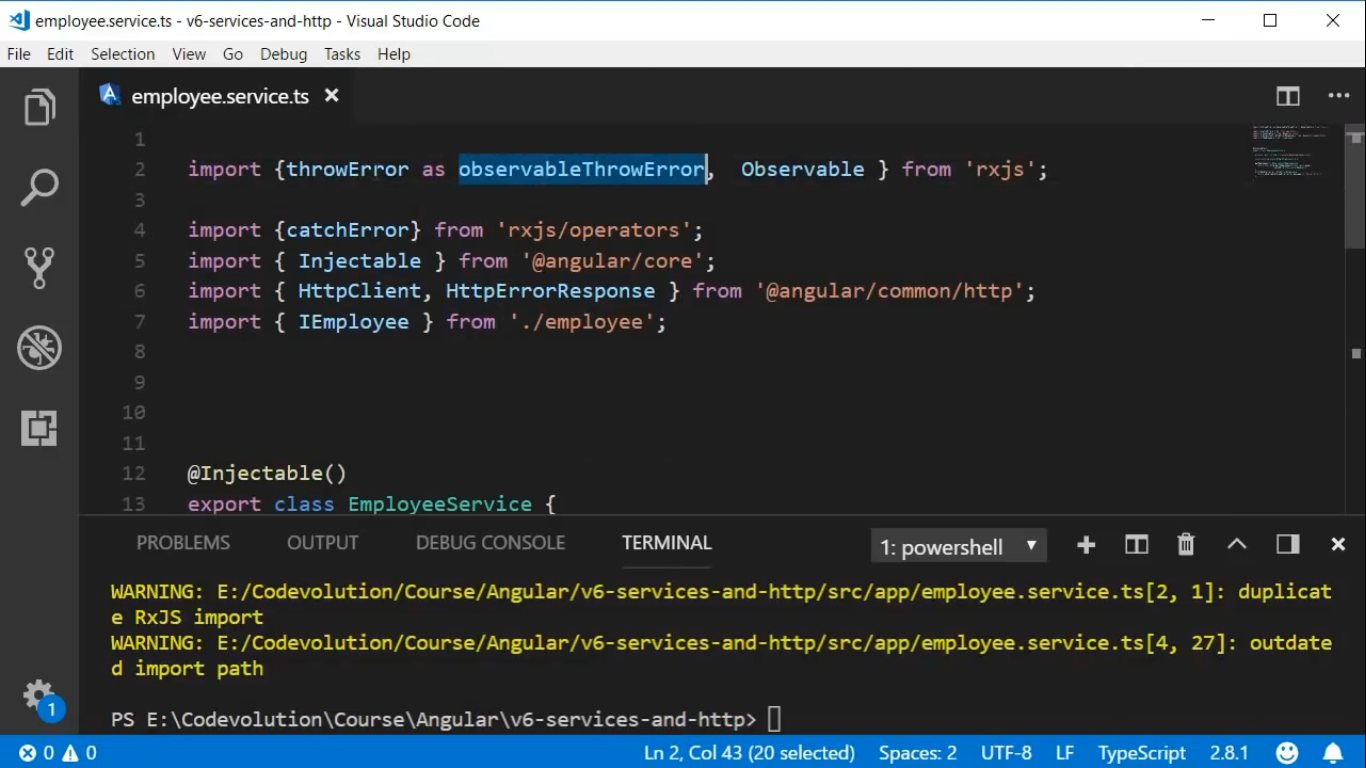 employee.service.ts - v6-services-and-http - Visual Studio Code
File Edit Selection View Go Debug Tasks Help
employee.service.ts
1
2 import {throwError as observableThrowError, Observable } from 'rxjs';
3
4 import {catchError} from 'rxjs/operators';
5 import { Injectable } from '@angular/core';
6 import { HttpClient, HttpErrorResponse } from '@angular/common/http';
7 import { IEmployee } from './employee';
8
9
10
11
12 @Injectable()
13 export class EmployeeService {
PROBLEMS OUTPUT DEBUG CONSOLE TERMINAL 1: powershell
WARNING: E:/Codevolution/Course/Angular/v6-services-and-http/src/app/employee.service.ts[2, 1]: duplicat
e RxJS import
WARNING: E:/Codevolution/Course/Angular/v6-services-and-http/src/app/employee.service.ts[4, 27]: outdate
d import path
PS E:\Codevolution\Course\Angular\v6-services-and-http>
1
0 0 Ln 2, Col 43 (20 selected) Spaces: 2 UTF-8 LF TypeScript 2.8.1